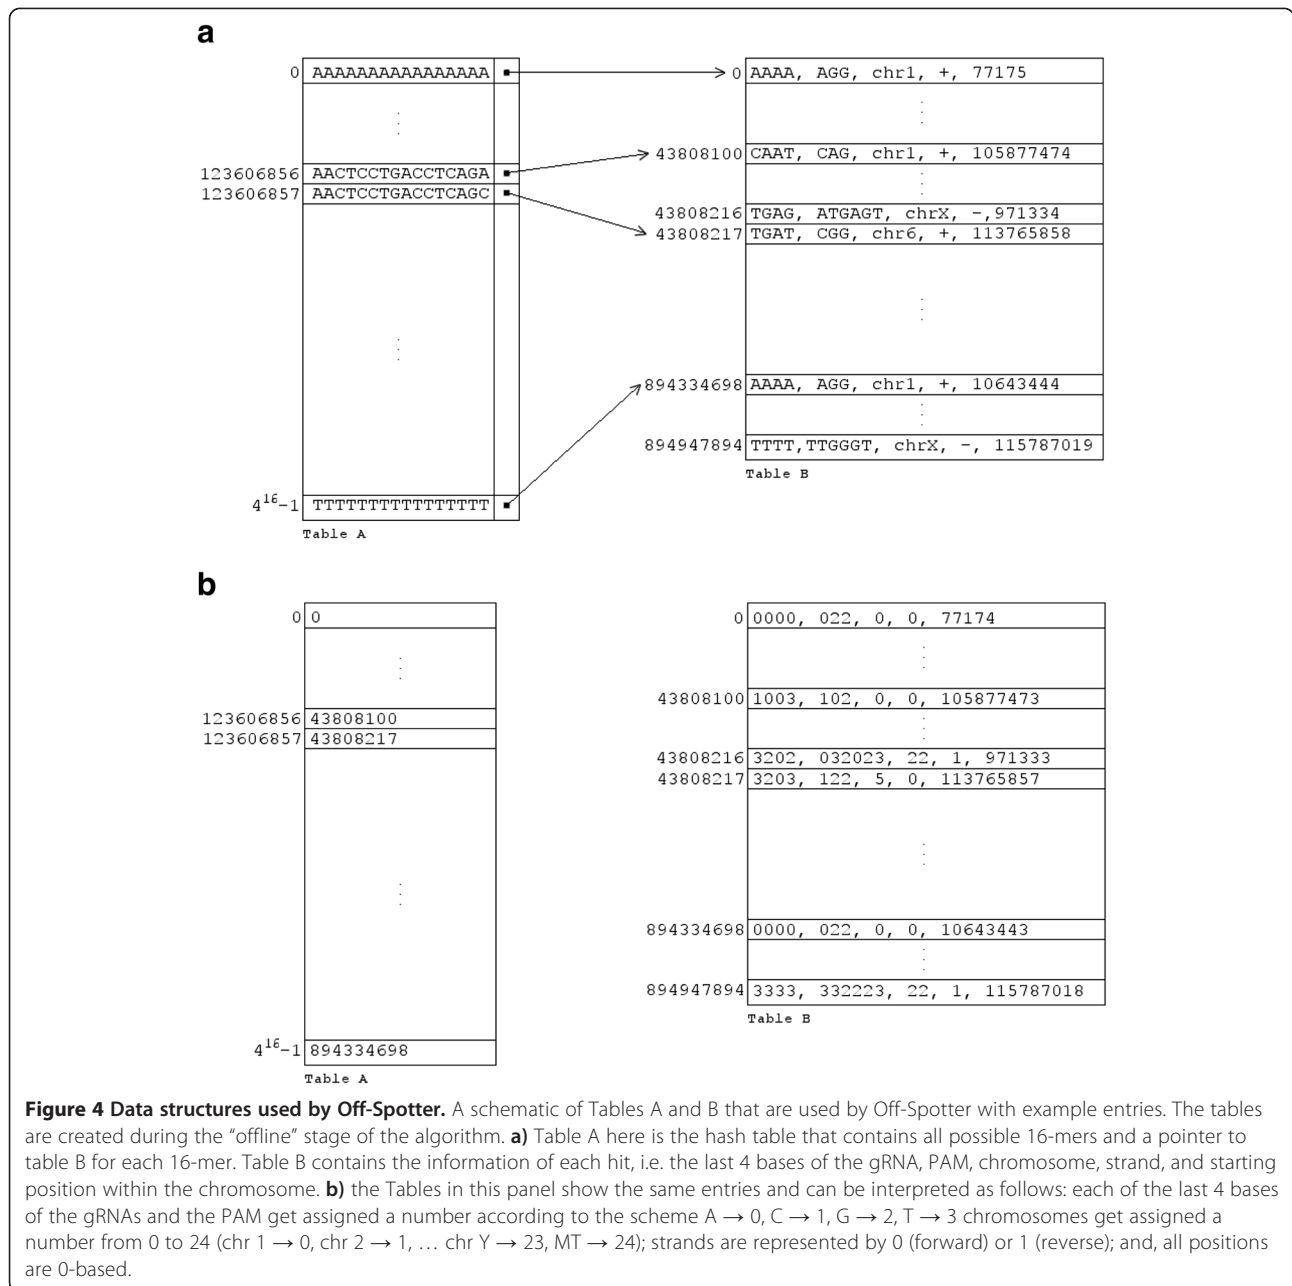 a
0 AAAAAAAAAAAAAAAA
123606856 AACTCCTGACCTCAGA
123606857 AACTCCTGACCTCAGC
4^16-1 TTTTTTTTTTTTTTTT
Table A
0 AAAA, AGG, chr1, +, 77175
43808100 CAAT, CAG, chr1, +, 105877474
43808216 TGAG, ATGAGT, chrX, -,971334
43808217 TGAT, CGG, chr6, +, 113765858
894334698 AAAA, AGG, chr1, +, 10643444
894947894 TTTT,TTGGGT, chrX, -, 115787019
Table B
b
0 0
123606856 43808100
123606857 43808217
4^16-1 894334698
Table A
0 0000, 022, 0, 0, 77174
43808100 1003, 102, 0, 0, 105877473
43808216 3202, 032023, 22, 1, 971333
43808217 3203, 122, 5, 0, 113765857
894334698 0000, 022, 0, 0, 10643443
894947894 3333, 332223, 22, 1, 115787018
Table B
Figure 4 Data structures used by Off-Spotter. A schematic of Tables A and B that are used by Off-Spotter with example entries. The tables
are created during the “offline” stage of the algorithm. a) Table A here is the hash table that contains all possible 16-mers and a pointer to
table B for each 16-mer. Table B contains the information of each hit, i.e. the last 4 bases of the gRNA, PAM, chromosome, strand, and starting
position within the chromosome. b) the Tables in this panel show the same entries and can be interpreted as follows: each of the last 4 bases
of the gRNAs and the PAM get assigned a number according to the scheme A → 0, C → 1, G → 2, T → 3 chromosomes get assigned a
number from 0 to 24 (chr 1 → 0, chr 2 → 1, … chr Y → 23, MT → 24); strands are represented by 0 (forward) or 1 (reverse); and, all positions
are 0-based.